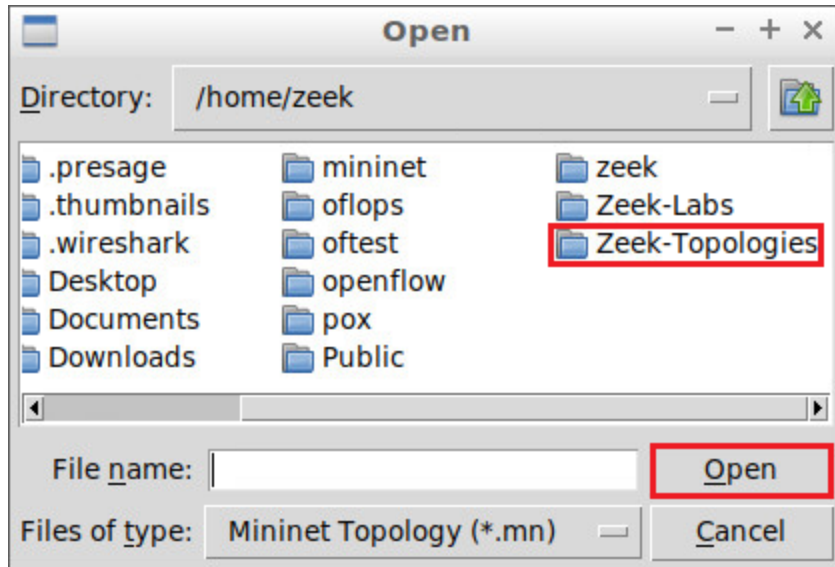 Open
Directory: /home/zeek
.presage mininet zeek
.thumbnails oflops Zeek-Labs
.wireshark oftest Zeek-Topologies
Desktop openflow
Documents pox
Downloads Public
File name: Open
Files of type: Mininet Topology (*.mn) Cancel